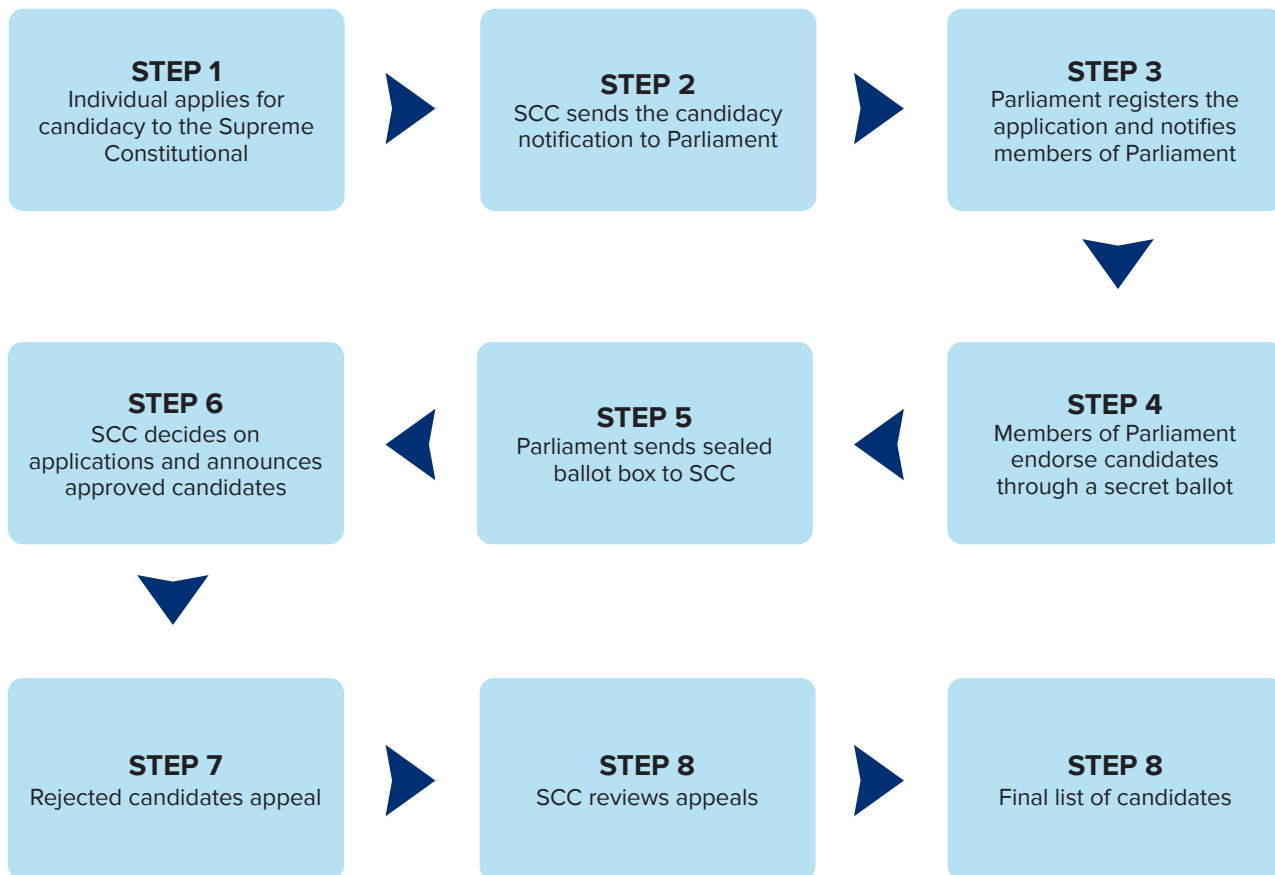 STEP 1
Individual applies for
candidacy to the Supreme
Constitutional
STEP 2
SCC sends the candidacy
notification to Parliament
STEP 3
Parliament registers the
application and notifies
members of Parliament
STEP 4
Members of Parliament
endorse candidates
through a secret ballot
STEP 5
Parliament sends sealed
ballot box to SCC
STEP 6
SCC decides on
applications and announces
approved candidates
STEP 7
Rejected candidates appeal
STEP 8
SCC reviews appeals
STEP 8
Final list of candidates